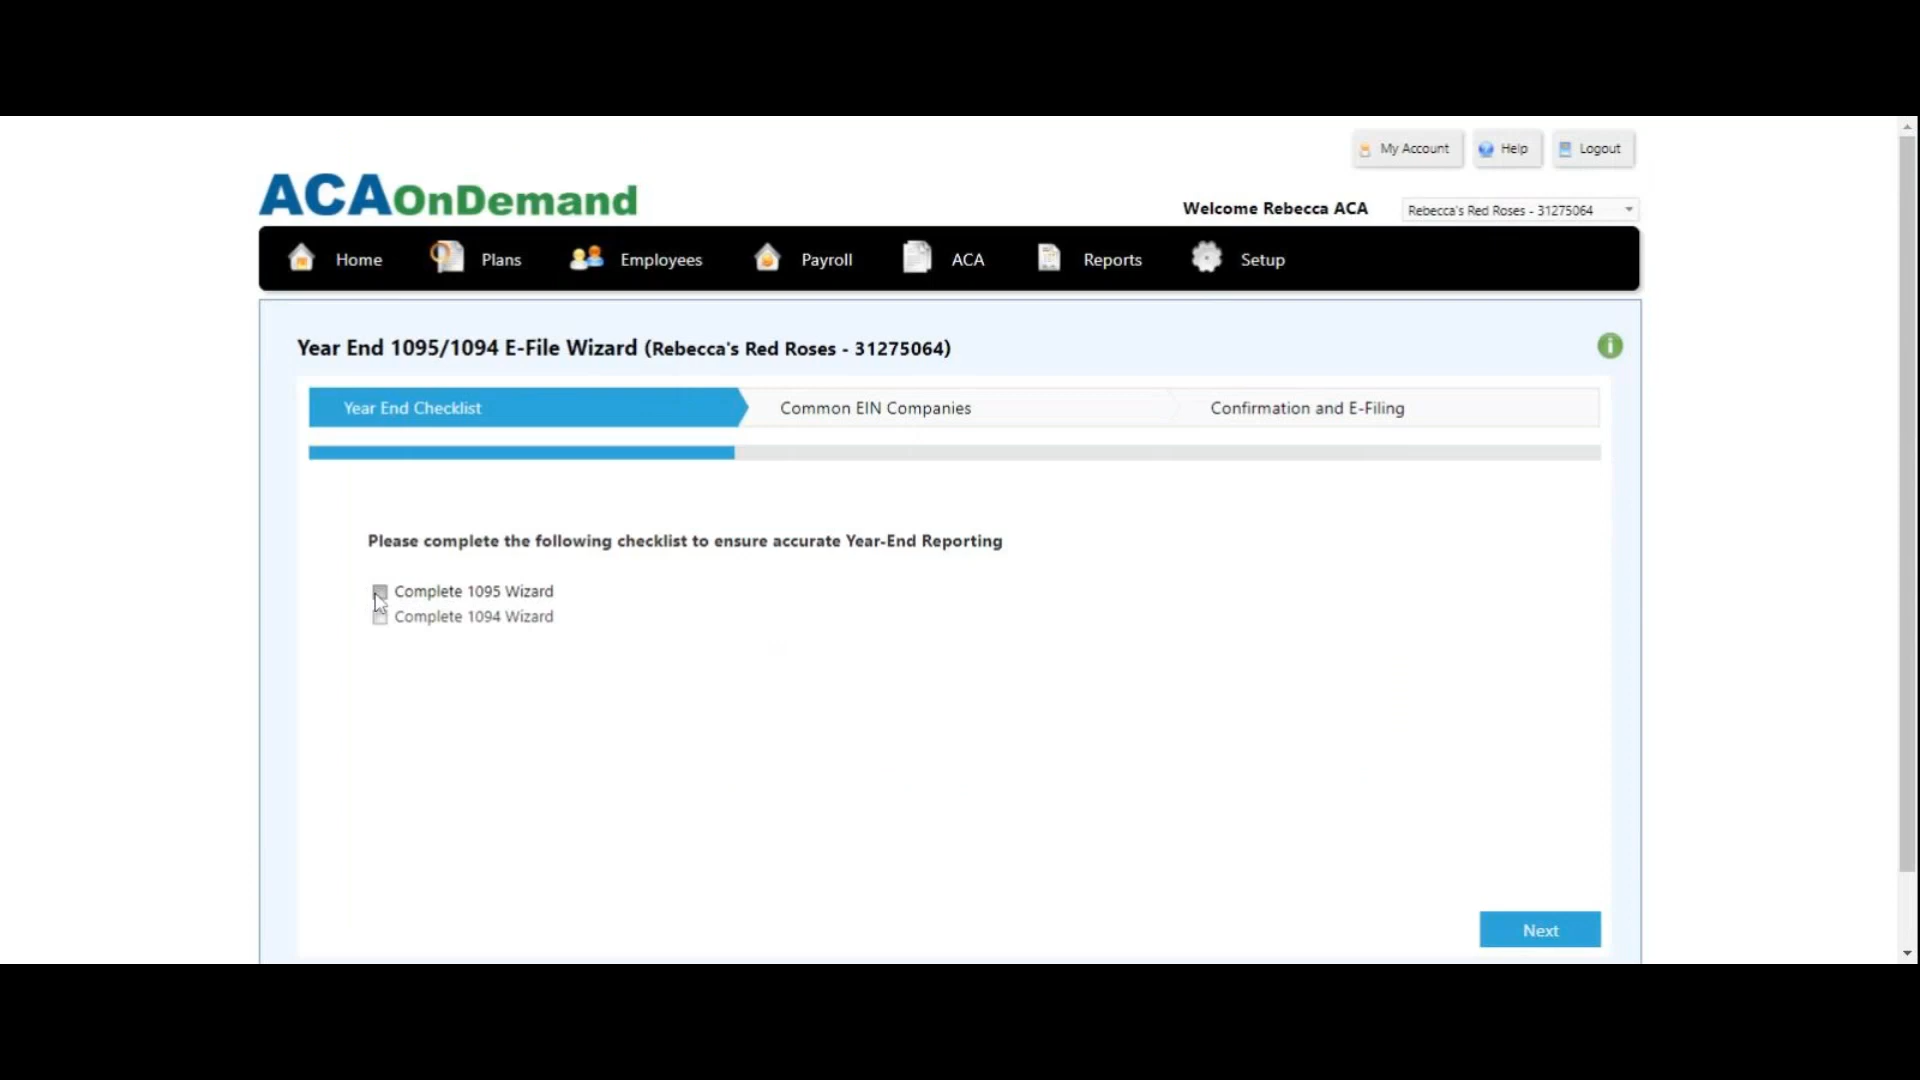 My Account Help Logout
ACAOnDemand
Welcome Rebecca ACA Rebecca's Red Roses - 31275064
Home Plans Employees Payroll ACA Reports Setup
Year End 1095/1094 E-File Wizard (Rebecca's Red Roses - 31275064)
Year End Checklist Common EIN Companies Confirmation and E-Filing
Please complete the following checklist to ensure accurate Year-End Reporting
Complete 1095 Wizard
Complete 1094 Wizard
Next